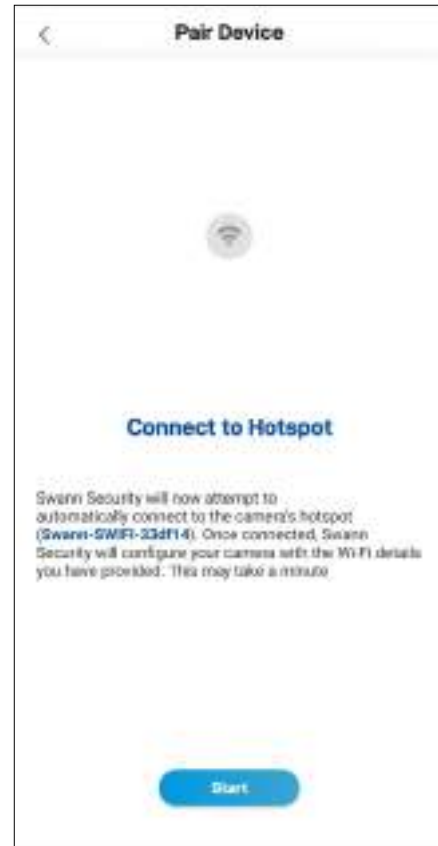 Pair Device
Connect to Hotspot
Swann Security will now attempt to
automatically connect to the camera's hotspot
(Swann-SWIFI-33df14). Once connected, Swann
Security will configure your camera with the Wi-Fi details
you have provided. This may take a minute
Start